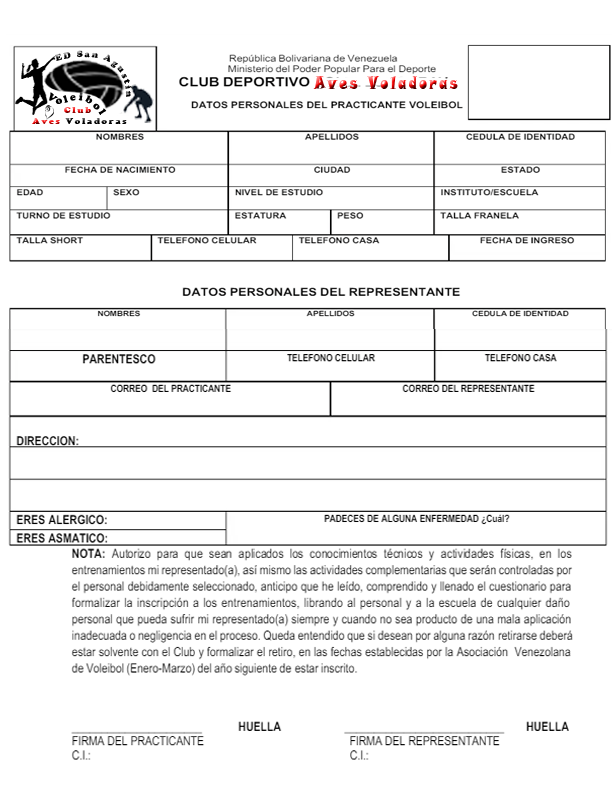 ED San Agustin
Voleibol
Club
Aves Voladoras
República Bolivariana de Venezuela
Ministerio del Poder Popular Para el Deporte
CLUB DEPORTIVO Aves Voladoras
DATOS PERSONALES DEL PRACTICANTE VOLEIBOL
NOMBRES APELLIDOS CEDULA DE IDENTIDAD
FECHA DE NACIMIENTO CIUDAD ESTADO
EDAD SEXO NIVEL DE ESTUDIO INSTITUTO/ESCUELA
TURNO DE ESTUDIO ESTATURA PESO TALLA FRANELA
TALLA SHORT TELEFONO CELULAR TELEFONO CASA FECHA DE INGRESO
DATOS PERSONALES DEL REPRESENTANTE
NOMBRES APELLIDOS CEDULA DE IDENTIDAD
PARENTESCO TELEFONO CELULAR TELEFONO CASA
CORREO DEL PRACTICANTE CORREO DEL REPRESENTANTE
DIRECCION:
ERES ALERGICO: PADECES DE ALGUNA ENFERMEDAD ¿Cuál?
ERES ASMATICO:
NOTA: Autorizo para que sean aplicados los conocimientos técnicos y actividades físicas, en los
entrenamientos mi representado(a), así mismo las actividades complementarias que serán controladas por
el personal debidamente seleccionado, anticipo que he leído, comprendido y llenado el cuestionario para
formalizar la inscripción a los entrenamientos, librando al personal y a la escuela de cualquier daño
personal que pueda sufrir mi representado(a) siempre y cuando no sea producto de una mala aplicación
inadecuada o negligencia en el proceso. Queda entendido que si desean por alguna razón retirarse deberá
estar solvente con el Club y formalizar el retiro, en las fechas establecidas por la Asociación Venezolana
de Voleibol (Enero-Marzo) del año siguiente de estar inscrito.
HUELLA HUELLA
FIRMA DEL PRACTICANTE FIRMA DEL REPRESENTANTE
C.I.: C.I.: